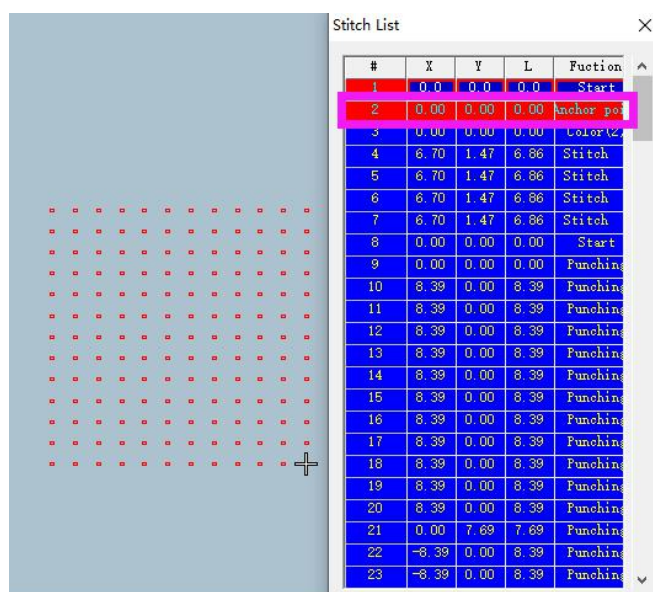 Stitch List
# X Y L Fuction
1 0.0 0.0 0.0 Start
2 0.00 0.00 0.00 Anchor poi
3 0.00 0.00 0.00 Color(2)
4 6.70 1.47 6.86 Stitch
5 6.70 1.47 6.86 Stitch
6 6.70 1.47 6.86 Stitch
7 6.70 1.47 6.86 Stitch
8 0.00 0.00 0.00 Start
9 0.00 0.00 0.00 Punching
10 8.39 0.00 8.39 Punching
11 8.39 0.00 8.39 Punching
12 8.39 0.00 8.39 Punching
13 8.39 0.00 8.39 Punching
14 8.39 0.00 8.39 Punching
15 8.39 0.00 8.39 Punching
16 8.39 0.00 8.39 Punching
17 8.39 0.00 8.39 Punching
18 8.39 0.00 8.39 Punching
19 8.39 0.00 8.39 Punching
20 8.39 0.00 8.39 Punching
21 0.00 7.69 7.69 Punching
22 -8.39 0.00 8.39 Punching
23 -8.39 0.00 8.39 Punching